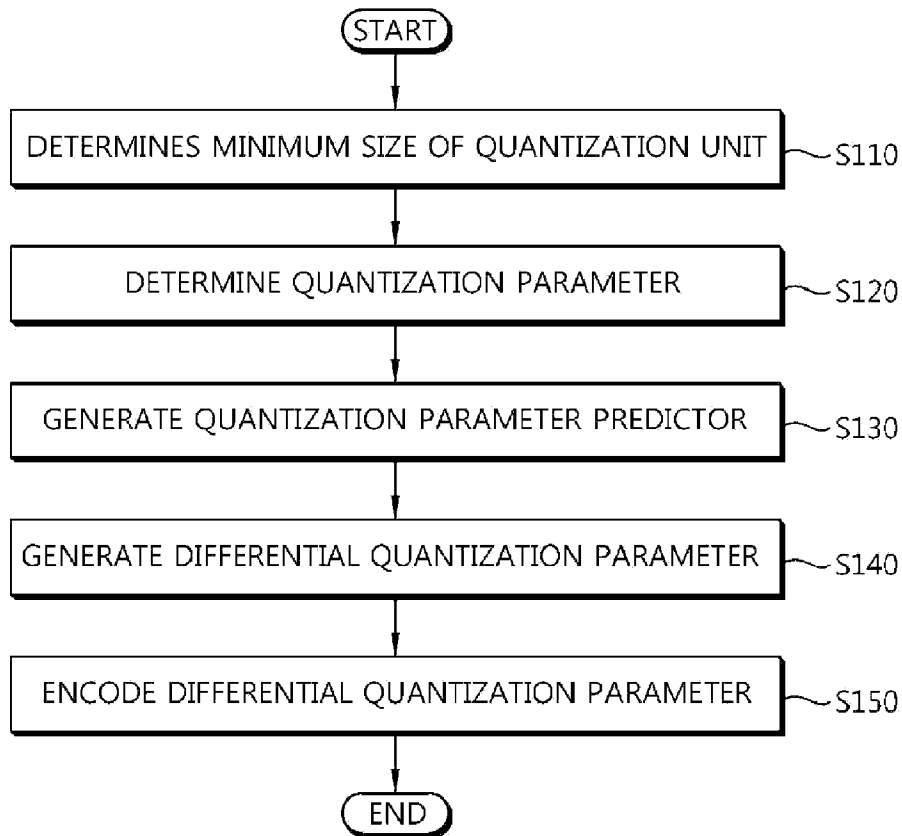 START
DETERMINES MINIMUM SIZE OF QUANTIZATION UNIT
S110
DETERMINE QUANTIZATION PARAMETER
S120
GENERATE QUANTIZATION PARAMETER PREDICTOR
S130
GENERATE DIFFERENTIAL QUANTIZATION PARAMETER
S140
ENCODE DIFFERENTIAL QUANTIZATION PARAMETER
S150
END